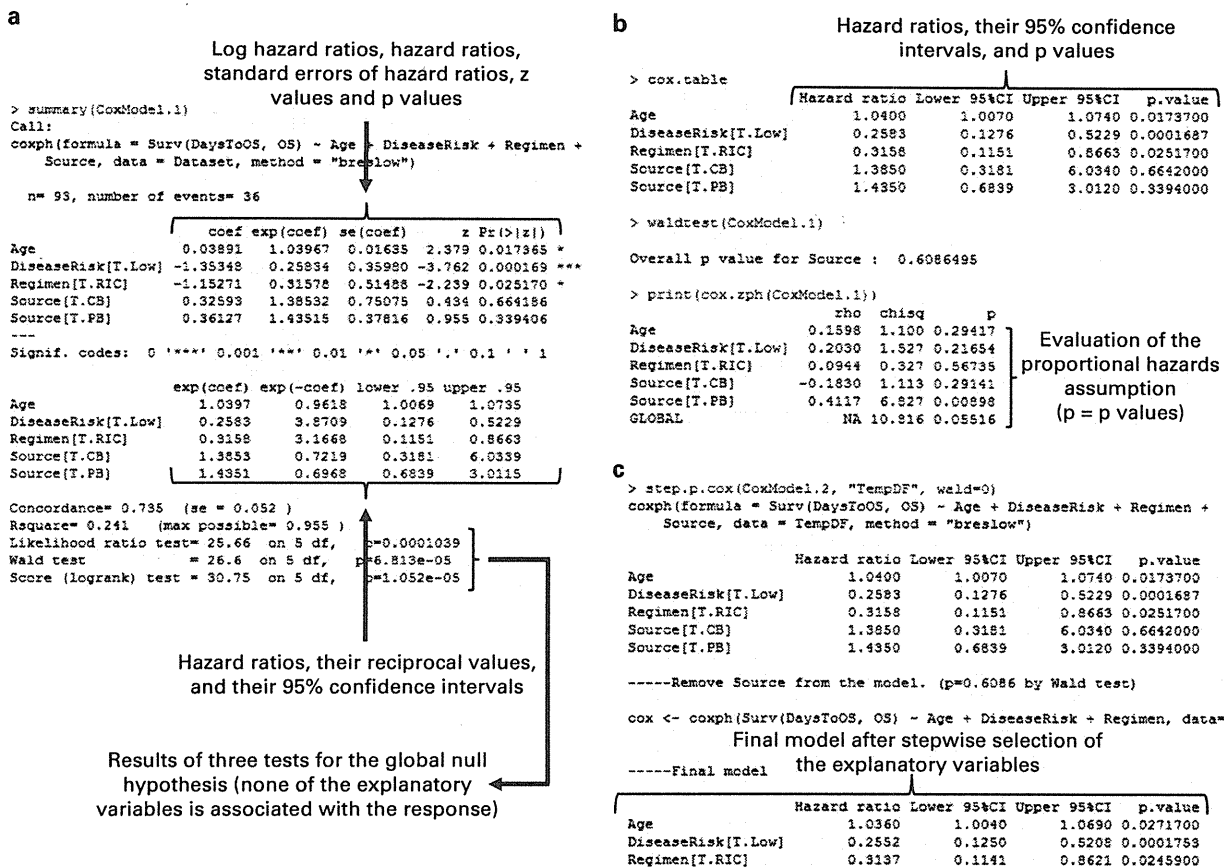 a
Log hazard ratios, hazard ratios,
standard errors of hazard ratios, z
values and p values
> summary(CoxModel.1)
Call:
coxph(formula = Surv(DaysToOS, OS) ~ Age + DiseaseRisk + Regimen +
Source, data = Dataset, method = "breslow")
n= 93, number of events= 36
coef exp(coef) se(coef) z Pr(>|z|)
Age 0.03891 1.03967 0.01635 2.379 0.017365 *
DiseaseRisk[T.Low] -1.35348 0.25834 0.35980 -3.762 0.000169 ***
Regimen[T.RIC] -1.15271 0.31578 0.51488 -2.239 0.025170 *
Source[T.CB] 0.32593 1.38532 0.75075 0.434 0.664186
Source[T.PB] 0.36127 1.43515 0.37816 0.955 0.339406
---
Signif. codes: 0 '***' 0.001 '**' 0.01 '*' 0.05 '.' 0.1 ' ' 1
exp(coef) exp(-coef) lower .95 upper .95
Age 1.0397 0.9618 1.0069 1.0735
DiseaseRisk[T.Low] 0.2583 3.8709 0.1276 0.5229
Regimen[T.RIC] 0.3158 3.1668 0.1151 0.8663
Source[T.CB] 1.3853 0.7219 0.3181 6.0339
Source[T.PB] 1.4351 0.6968 0.6839 3.0115
Concordance= 0.735 (se = 0.052 )
Rsquare= 0.241 (max possible= 0.955 )
Likelihood ratio test= 25.66 on 5 df, p=0.0001039
Wald test = 26.6 on 5 df, p=6.813e-05
Score (logrank) test = 30.75 on 5 df, p=1.052e-05
Hazard ratios, their reciprocal values,
and their 95% confidence intervals
Results of three tests for the global null
hypothesis (none of the explanatory
variables is associated with the response)
b
Hazard ratios, their 95% confidence
intervals, and p values
> cox.table
Hazard ratio Lower 95%CI Upper 95%CI p.value
Age 1.0400 1.0070 1.0740 0.0173700
DiseaseRisk[T.Low] 0.2583 0.1276 0.5229 0.0001687
Regimen[T.RIC] 0.3158 0.1151 0.8663 0.0251700
Source[T.CB] 1.3850 0.3181 6.0340 0.6642000
Source[T.PB] 1.4350 0.6839 3.0120 0.3394000
> waldtest(CoxModel.1)
Overall p value for Source : 0.6086495
> print(cox.zph(CoxModel.1))
rho chisq p
Age 0.1598 1.100 0.29417
DiseaseRisk[T.Low] 0.2030 1.527 0.21654
Regimen[T.RIC] 0.0944 0.327 0.56735
Source[T.CB] -0.1830 1.113 0.29141
Source[T.PB] 0.4117 6.827 0.00898
GLOBAL NA 10.816 0.05516
Evaluation of the
proportional hazards
assumption
(p = p values)
c
> step.p.cox(CoxModel.2, "TempDF", wald=0)
coxph(formula = Surv(DaysToOS, OS) ~ Age + DiseaseRisk + Regimen +
Source, data = TempDF, method = "breslow")
Hazard ratio Lower 95%CI Upper 95%CI p.value
Age 1.0400 1.0070 1.0740 0.0173700
DiseaseRisk[T.Low] 0.2583 0.1276 0.5229 0.0001687
Regimen[T.RIC] 0.3158 0.1151 0.8663 0.0251700
Source[T.CB] 1.3850 0.3181 6.0340 0.6642000
Source[T.PB] 1.4350 0.6839 3.0120 0.3394000
-----Remove Source from the model. (p=0.6086 by Wald test)
cox <- coxph(Surv(DaysToOS, OS) ~ Age + DiseaseRisk + Regimen, data=
Final model after stepwise selection of
the explanatory variables
-----Final model
Hazard ratio Lower 95%CI Upper 95%CI p.value
Age 1.0360 1.0040 1.0690 0.0271700
DiseaseRisk[T.Low] 0.2552 0.1250 0.5208 0.0001753
Regimen[T.RIC] 0.3137 0.1141 0.8621 0.0245900